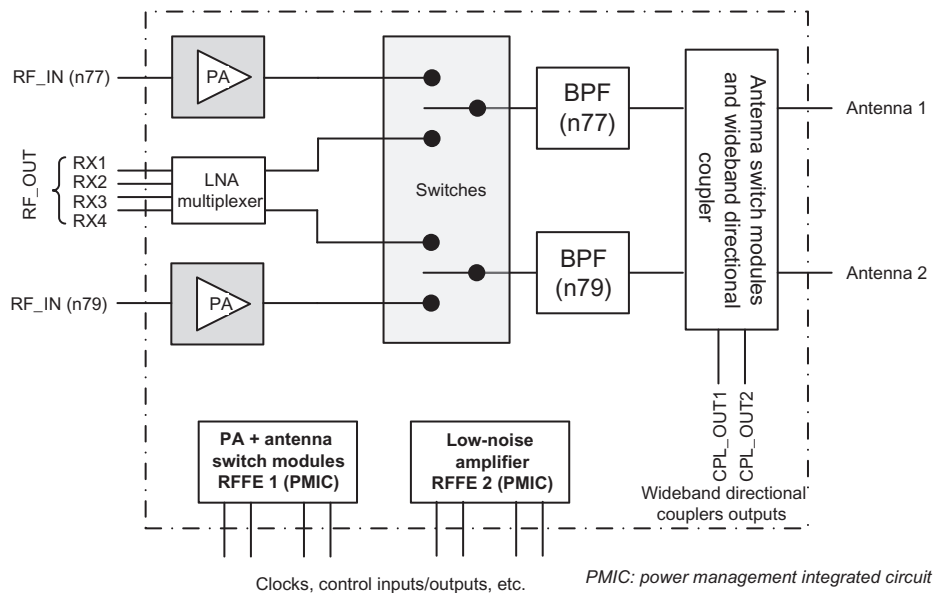 RF_IN (n77)
PA
BPF
(n77)
Antenna switch modules
and wideband directional
coupler
Antenna 1
RF_OUT
RX1
RX2
RX3
RX4
LNA
multiplexer
Switches
BPF
(n79)
Antenna 2
RF_IN (n79)
PA
CPL_OUT1
CPL_OUT2
PA + antenna
switch modules
RFFE 1 (PMIC)
Low-noise
amplifier
RFFE 2 (PMIC)
Wideband directional
couplers outputs
Clocks, control inputs/outputs, etc.
PMIC: power management integrated circuit